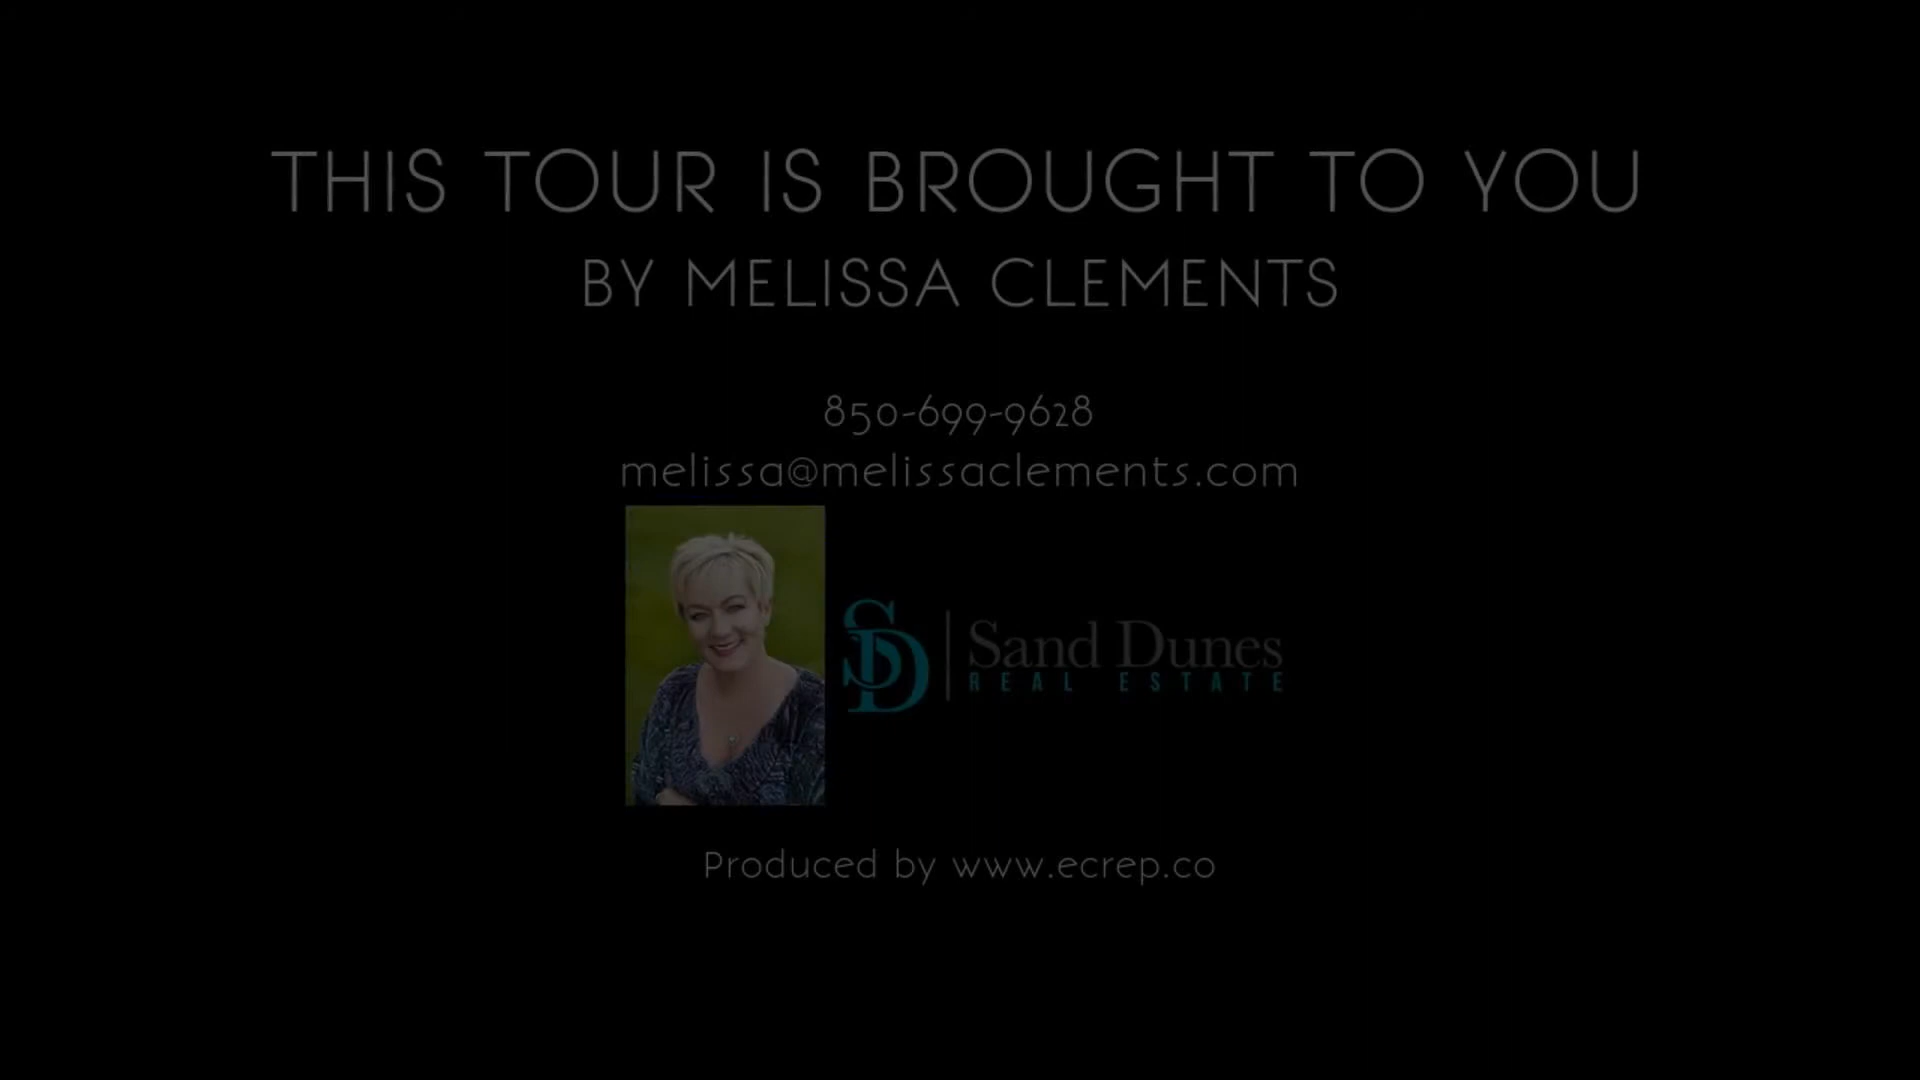 THIS TOUR IS BROUGHT TO YOU
BY MELISSA CLEMENTS
850-699-9628
melissa@melissaclements.com
SD
Sand Dunes
REAL ESTATE
Produced by www.ecrep.co